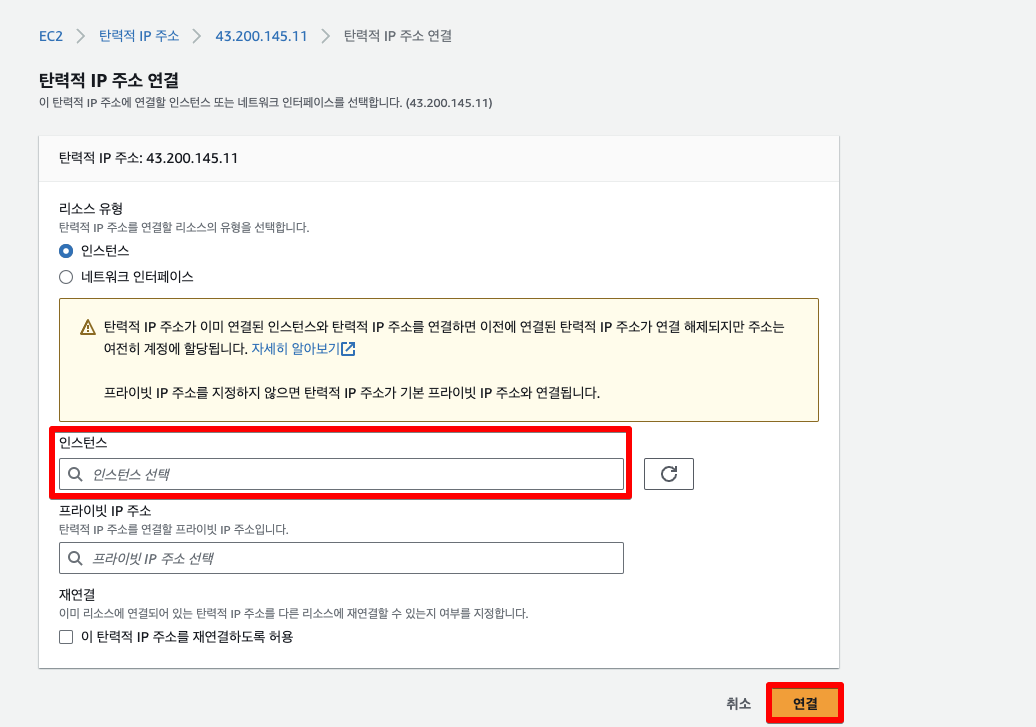 EC2 > 탄력적 IP 주소 > 43.200.145.11 > 탄력적 IP 주소 연결
탄력적 IP 주소 연결
이 탄력적 IP 주소에 연결할 인스턴스 또는 네트워크 인터페이스를 선택합니다. (43.200.145.11)
탄력적 IP 주소: 43.200.145.11
리소스 유형
탄력적 IP 주소를 연결할 리소스의 유형을 선택합니다.
인스턴스
네트워크 인터페이스
탄력적 IP 주소가 이미 연결된 인스턴스와 탄력적 IP 주소를 연결하면 이전에 연결된 탄력적 IP 주소가 연결 해제되지만 주소는
여전히 계정에 할당됩니다. 자세히 알아보기
프라이빗 IP 주소를 지정하지 않으면 탄력적 IP 주소가 기본 프라이빗 IP 주소와 연결됩니다.
인스턴스
인스턴스 선택
프라이빗 IP 주소
탄력적 IP 주소를 연결할 프라이빗 IP 주소입니다.
프라이빗 IP 주소 선택
재연결
이미 리소스에 연결되어 있는 탄력적 IP 주소를 다른 리소스에 재연결할 수 있는지 여부를 지정합니다.
이 탄력적 IP 주소를 재연결하도록 허용
취소 연결